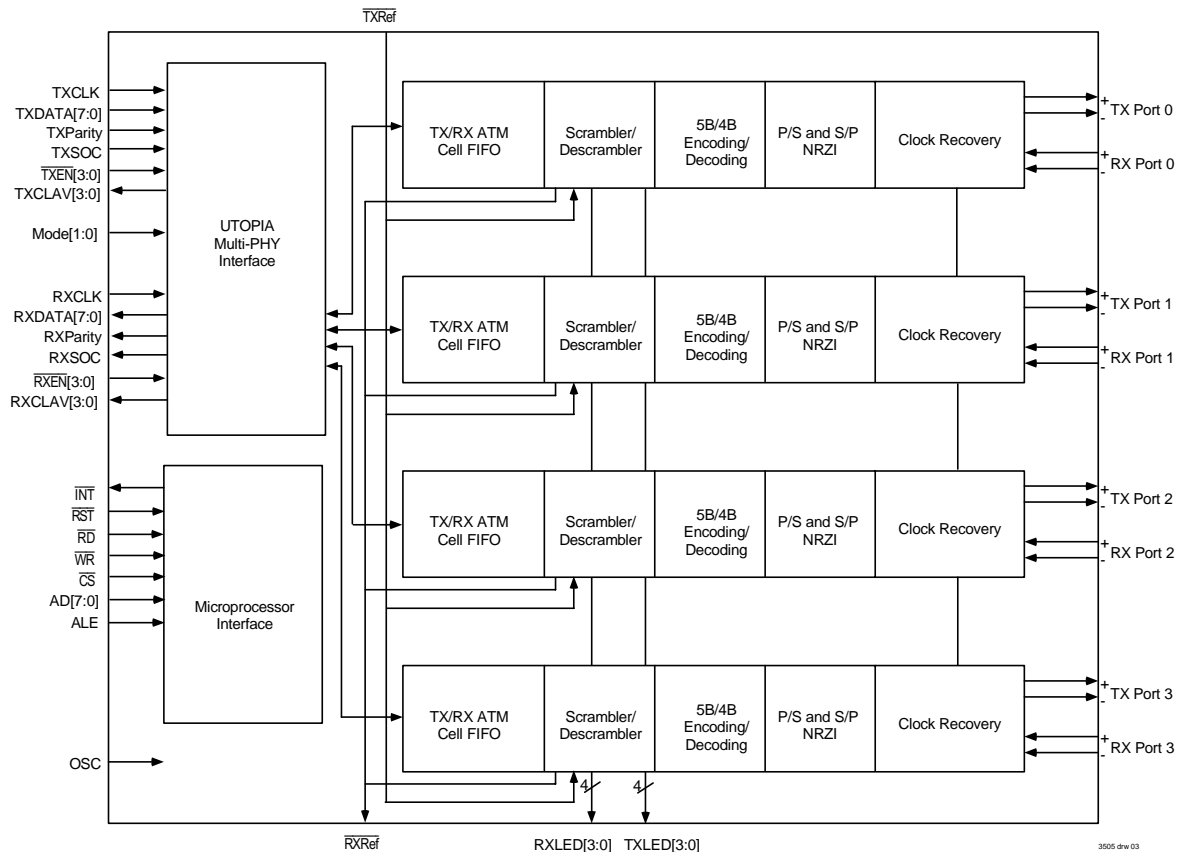 TXRef
TXCLK
TXDATA[7:0]
TXParity
TXSOC
TXEN[3:0]
TXCLAV[3:0]
Mode[1:0]
RXCLK
RXDATA[7:0]
RXParity
RXSOC
RXEN[3:0]
RXCLAV[3:0]
UTOPIA
Multi-PHY
Interface
INT
RST
RD
WR
CS
AD[7:0]
ALE
Microprocessor
Interface
OSC
TX/RX ATM
Cell FIFO
Scrambler/
Descrambler
5B/4B
Encoding/
Decoding
P/S and S/P
NRZI
Clock Recovery
+
-
TX Port 0
+
-
RX Port 0
TX/RX ATM
Cell FIFO
Scrambler/
Descrambler
5B/4B
Encoding/
Decoding
P/S and S/P
NRZI
Clock Recovery
+
-
TX Port 1
+
-
RX Port 1
TX/RX ATM
Cell FIFO
Scrambler/
Descrambler
5B/4B
Encoding/
Decoding
P/S and S/P
NRZI
Clock Recovery
+
-
TX Port 2
+
-
RX Port 2
TX/RX ATM
Cell FIFO
Scrambler/
Descrambler
5B/4B
Encoding/
Decoding
P/S and S/P
NRZI
Clock Recovery
+
-
TX Port 3
+
-
RX Port 3
4
4
RXRef
RXLED[3:0]
TXLED[3:0]
3505 drw 03